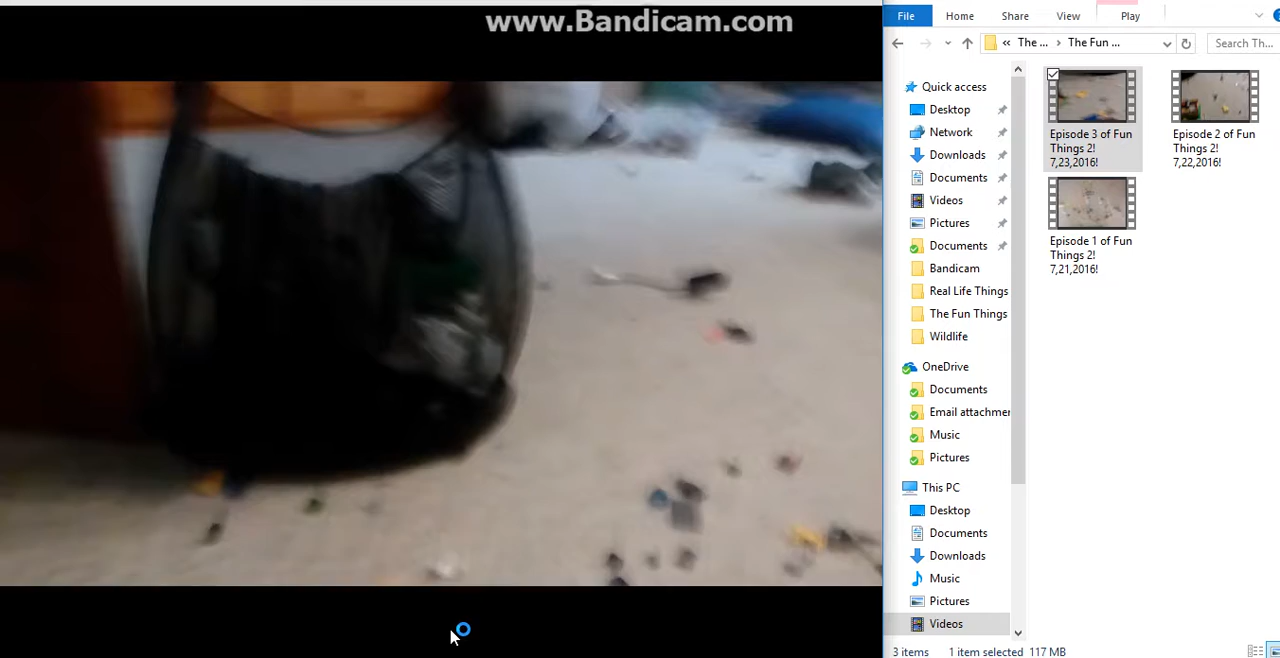 www.Bandicam.com
File Home Share View Play
« The ... > The Fun ... Search Th...
Quick access
Desktop
Network
Downloads
Documents
Videos
Pictures
Documents
Bandicam
Real Life Things
The Fun Things
Wildlife
OneDrive
Documents
Email attachmer
Music
Pictures
This PC
Desktop
Documents
Downloads
Music
Pictures
Videos
Episode 3 of Fun
Things 2!
7,23,2016!
Episode 2 of Fun
Things 2!
7,22,2016!
Episode 1 of Fun
Things 2!
7,21,2016!
3 items 1 item selected 117 MB